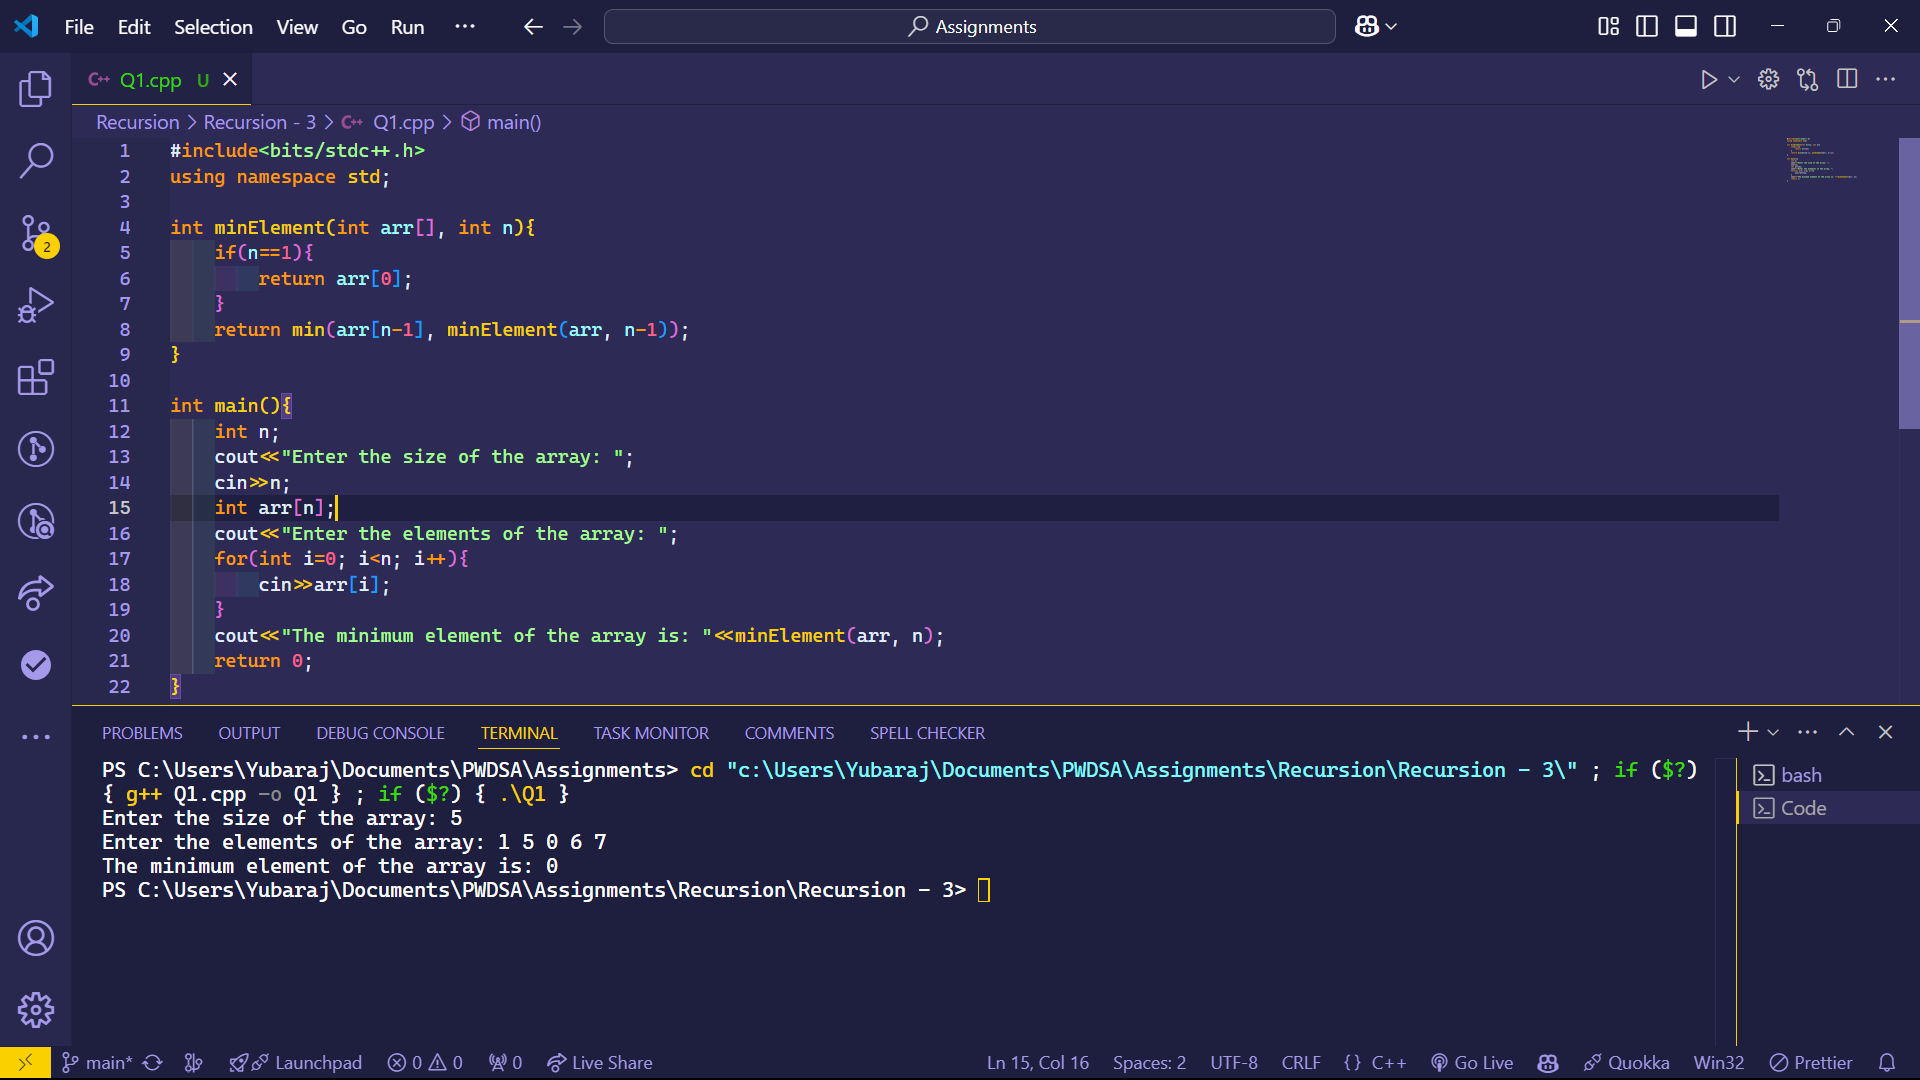 File Edit Selection View Go Run ··· Assignments
C++ Q1.cpp U
Recursion > Recursion - 3 > C++ Q1.cpp > main()
1 #include<bits/stdc++.h>
2 using namespace std;
3
4 int minElement(int arr[], int n){
5 if(n==1){
6 return arr[0];
7 }
8 return min(arr[n-1], minElement(arr, n-1));
9 }
10
11 int main(){
12 int n;
13 cout<<"Enter the size of the array: ";
14 cin>>n;
15 int arr[n];
16 cout<<"Enter the elements of the array: ";
17 for(int i=0; i<n; i++){
18 cin>>arr[i];
19 }
20 cout<<"The minimum element of the array is: "<<minElement(arr, n);
21 return 0;
22 }
2
PROBLEMS OUTPUT DEBUG CONSOLE TERMINAL TASK MONITOR COMMENTS SPELL CHECKER
PS C:\Users\Yubaraj\Documents\PWDSA\Assignments> cd "c:\Users\Yubaraj\Documents\PWDSA\Assignments\Recursion\Recursion - 3\" ; if ($?)
{ g++ Q1.cpp -o Q1 } ; if ($?) { .\Q1 }
Enter the size of the array: 5
Enter the elements of the array: 1 5 0 6 7
The minimum element of the array is: 0
PS C:\Users\Yubaraj\Documents\PWDSA\Assignments\Recursion\Recursion - 3>
bash
Code
main* Launchpad 0 0 0 Live Share Ln 15, Col 16 Spaces: 2 UTF-8 CRLF {} C++ Go Live Quokka Win32 Prettier